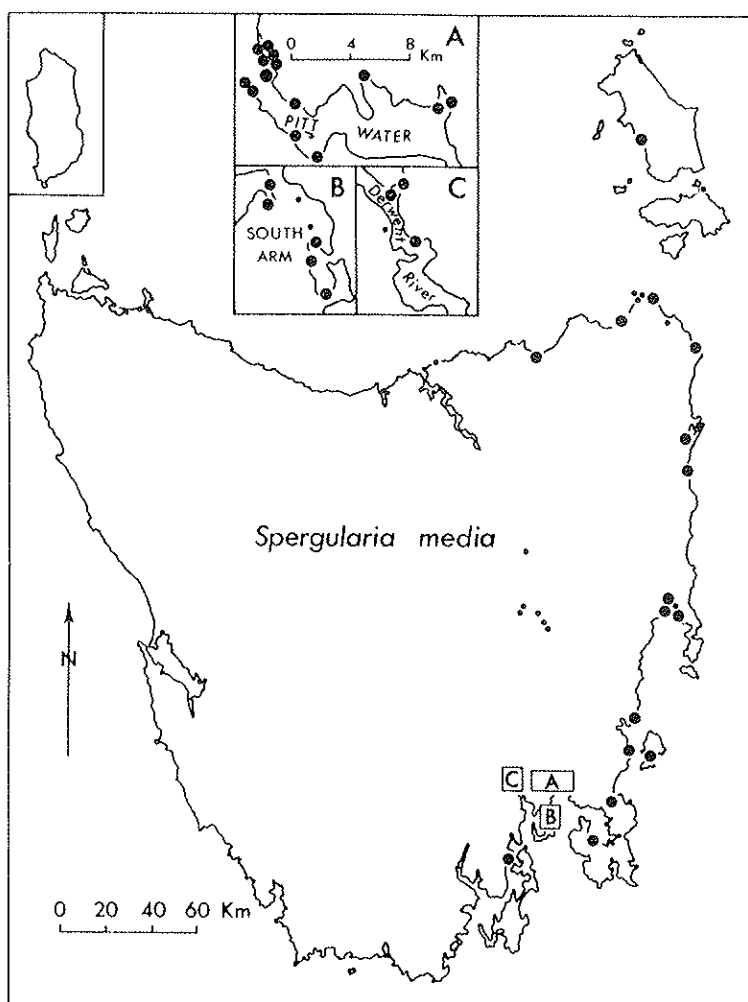 A
0 4 8
Km
PITT
WATER
B
SOUTH
ARM
C
Derwent
River
Spergularia media
N
C
A
B
0 20 40 60 Km